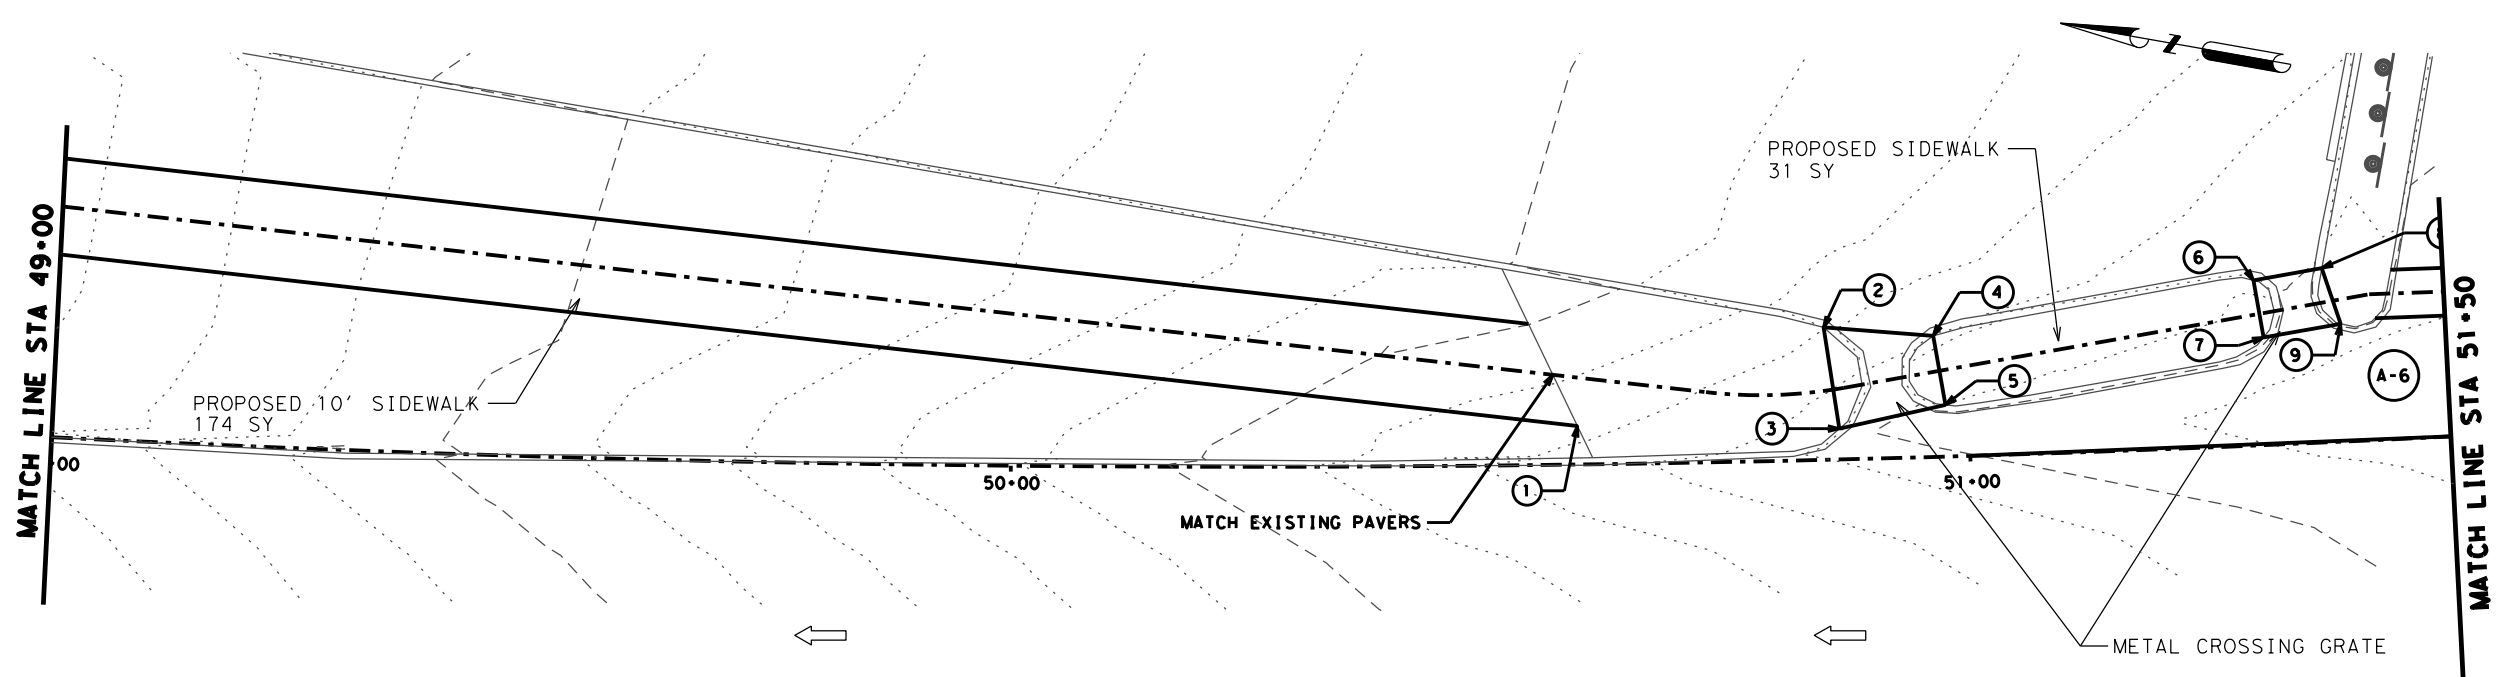 MATCH LINE STA 49+00
PROPOSED 10' SIDEWALK
174 SY
00
50+00
MATCH EXISTING PAVERS
1
PROPOSED SIDEWALK
31 SY
2
3
4
5
6
7
9
A-6
51+00
METAL CROSSING GRATE
MATCH LINE STA 51+50